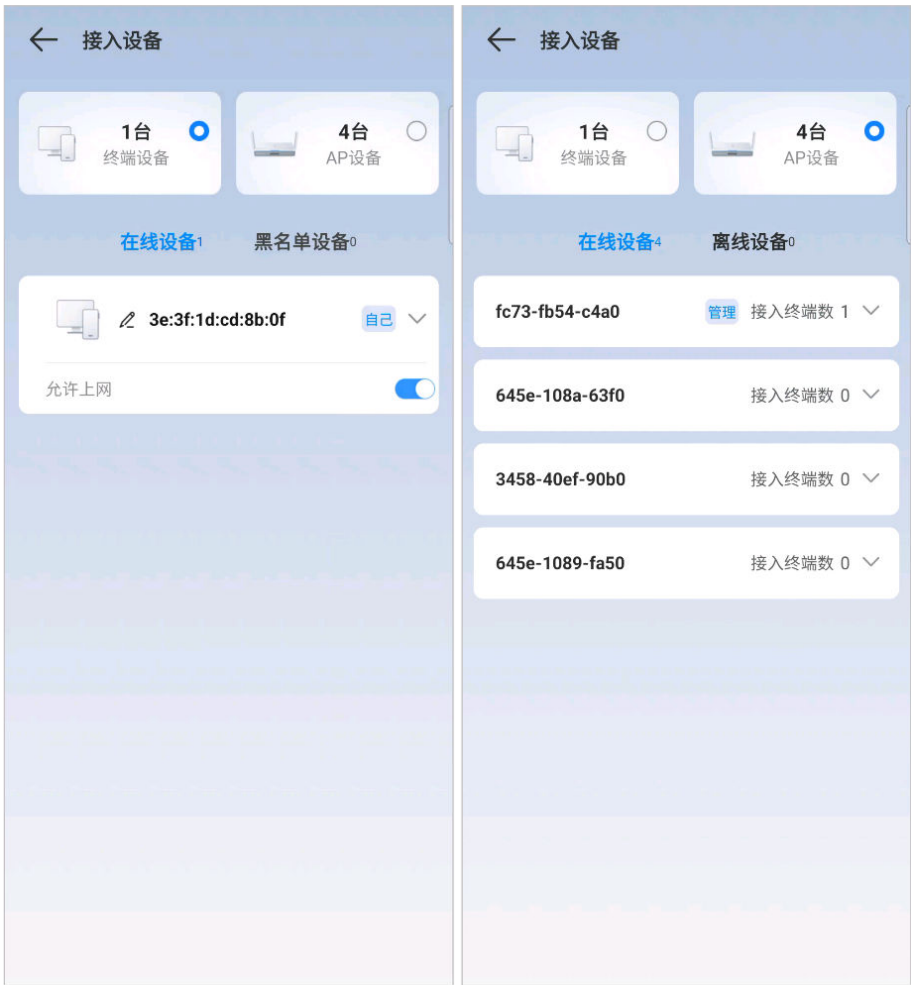 接入设备
1台
终端设备
4台
AP设备
在线设备1 黑名单设备0
3e:3f:1d:cd:8b:0f 自己
允许上网
接入设备
1台
终端设备
4台
AP设备
在线设备4 离线设备0
fc73-fb54-c4a0 管理 接入终端数 1
645e-108a-63f0 接入终端数 0
3458-40ef-90b0 接入终端数 0
645e-1089-fa50 接入终端数 0